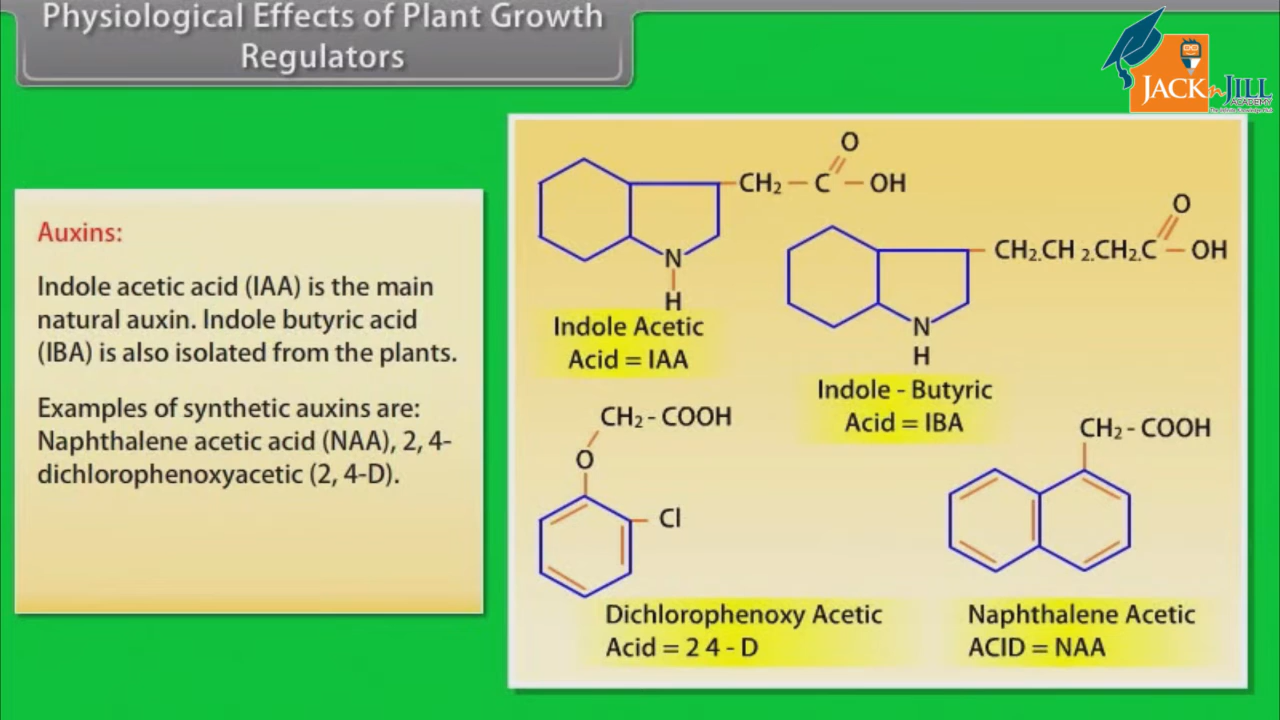 Physiological Effects of Plant Growth
Regulators
JACK n JILL
ACADEMY
Auxins:
Indole acetic acid (IAA) is the main
natural auxin. Indole butyric acid
(IBA) is also isolated from the plants.
Examples of synthetic auxins are:
Naphthalene acetic acid (NAA), 2, 4-
dichlorophenoxyacetic (2, 4-D).
O
CH₂ — C — OH
N
H
Indole Acetic
Acid = IAA
O
CH₂.CH₂.CH₂.C — OH
N
H
Indole - Butyric
Acid = IBA
CH₂ - COOH
O
Cl
Dichlorophenoxy Acetic
Acid = 2 4 - D
CH₂ - COOH
Naphthalene Acetic
ACID = NAA